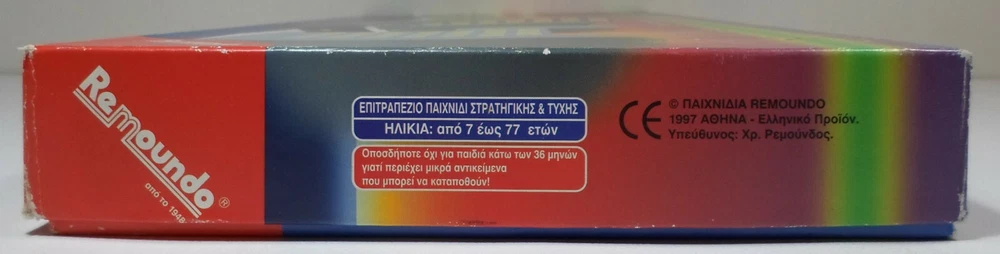 Remoundo ®
από το 1948
ΕΠΙΤΡΑΠΕΖΙΟ ΠΑΙΧΝΙΔΙ ΣΤΡΑΤΗΓΙΚΗΣ & ΤΥΧΗΣ
ΗΛΙΚΙΑ: από 7 έως 77 ετών
Οποσδήποτε όχι για παιδιά κάτω των 36 μηνών
γιατί περιέχει μικρά αντικείμενα
που μπορεί να καταποθούν!
CE © ΠΑΙΧΝΙΔΙΑ REMOUNDO
1997 ΑΘΗΝΑ - Ελληνικό Προϊόν.
Υπεύθυνος: Χρ. Ρεμούνδος.